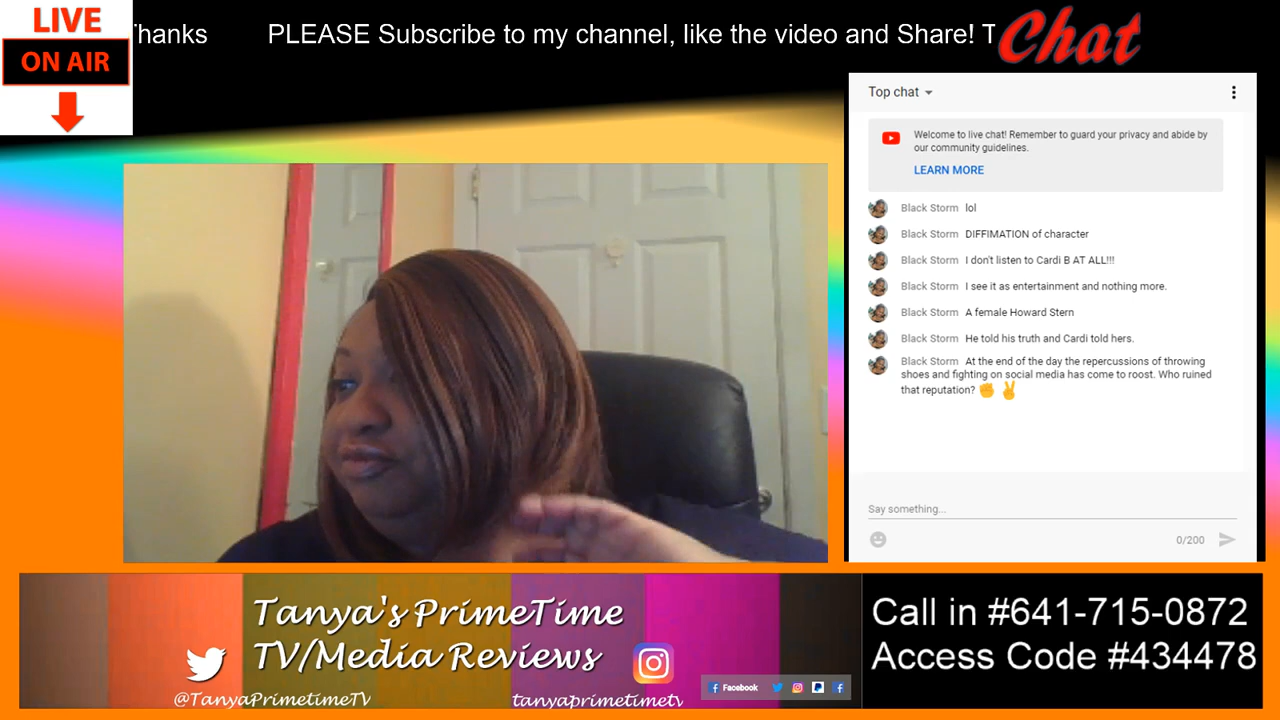 LIVE
ON AIR
Thanks PLEASE Subscribe to my channel, like the video and Share! T
Chat
Top chat
Welcome to live chat! Remember to guard your privacy and abide by
our community guidelines.
LEARN MORE
Black Storm lol
Black Storm DIFFIMATION of character
Black Storm I don't listen to Cardi B AT ALL!!!
Black Storm I see it as entertainment and nothing more.
Black Storm A female Howard Stern
Black Storm He told his truth and Cardi told hers.
Black Storm At the end of the day the repercussions of throwing
shoes and fighting on social media has come to roost. Who ruined
that reputation? ✊ ✌
Say something...
0/200
Tanya's PrimeTime
TV/Media Reviews
@TanyaPrimetimeTV
tanyaprimetimetv
Facebook
Call in #641-715-0872
Access Code #434478